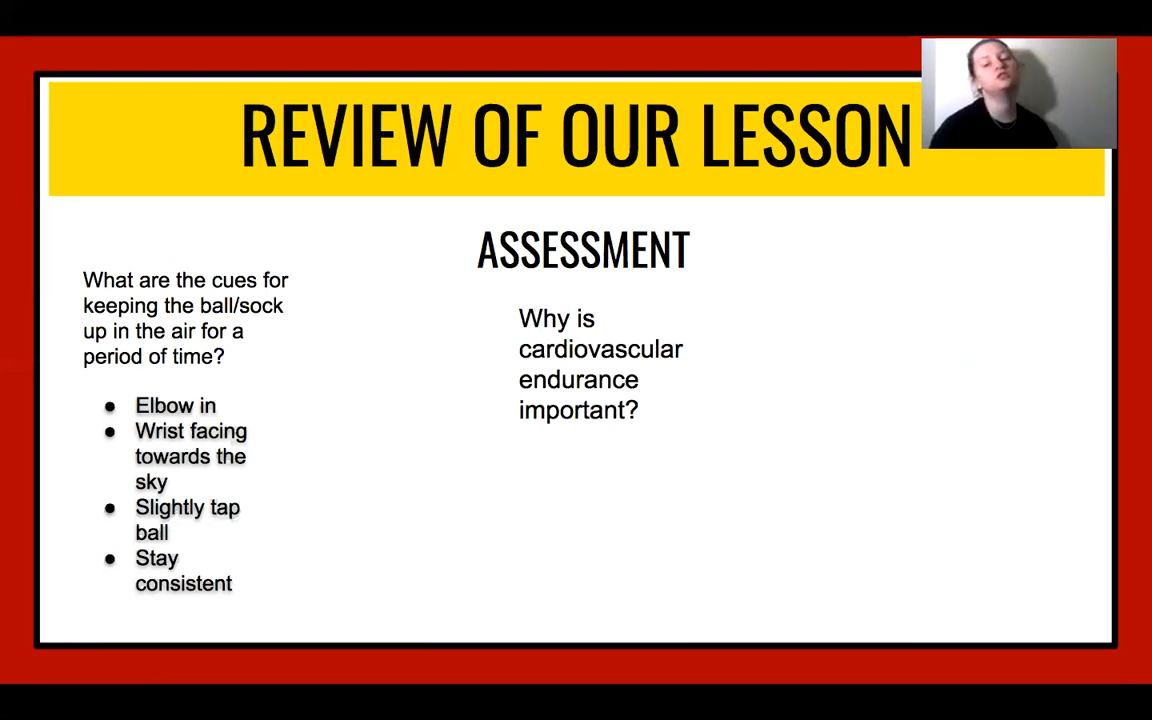 REVIEW OF OUR LESSON
ASSESSMENT
What are the cues for
keeping the ball/sock
up in the air for a
period of time?
● Elbow in
● Wrist facing
towards the
sky
● Slightly tap
ball
● Stay
consistent
Why is
cardiovascular
endurance
important?